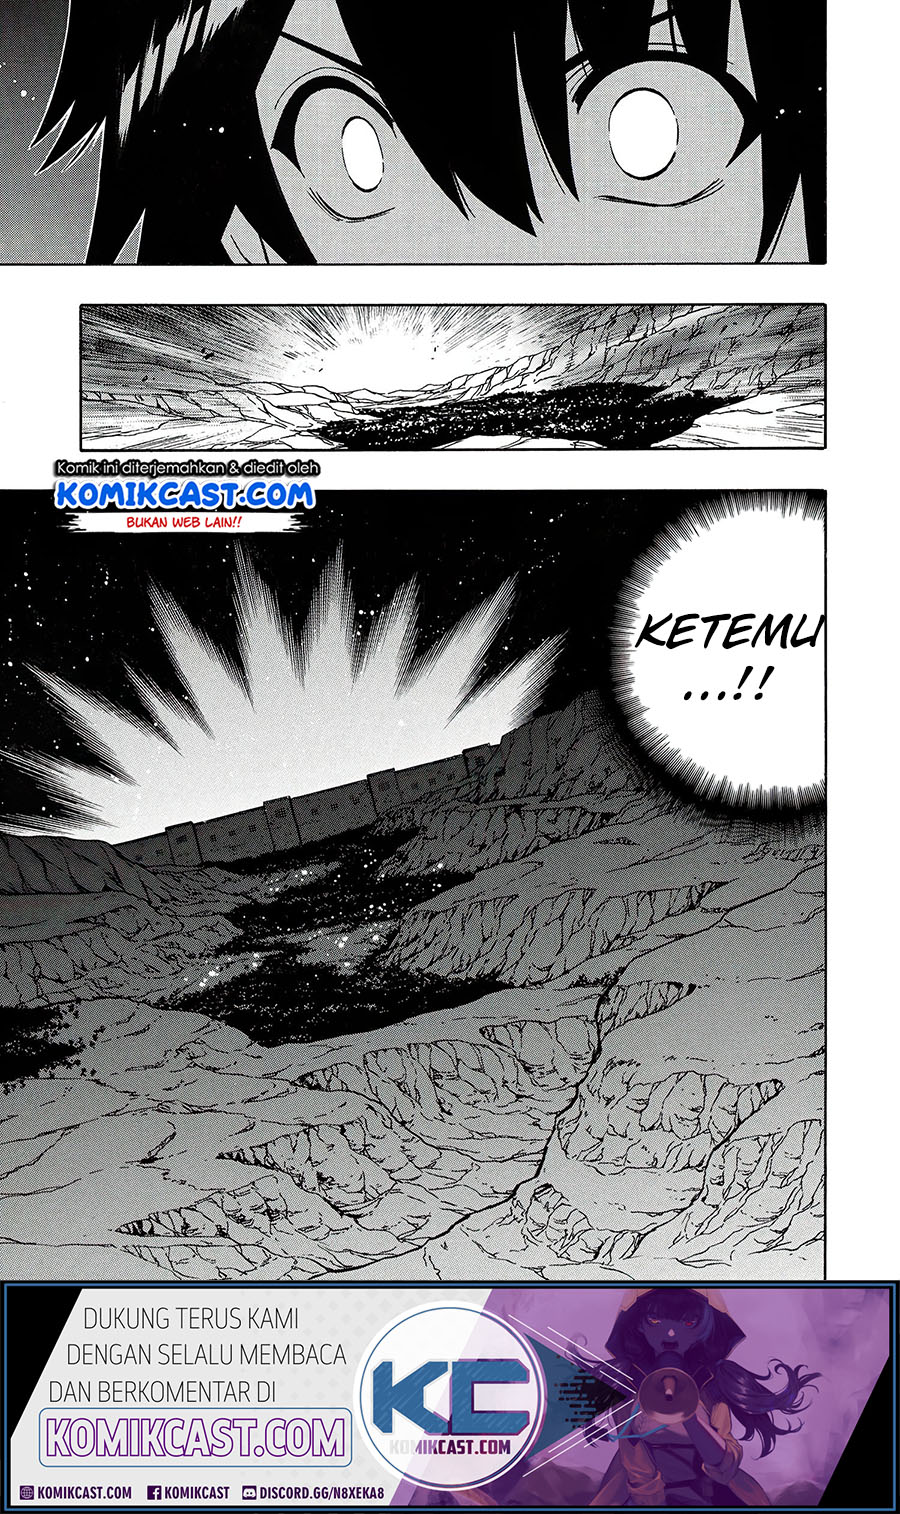 Komik ini diterjemahkan & diedit oleh
KOMIKCAST.COM
BUKAN WEB LAIN!!
KETEMU
...!!
DUKUNG TERUS KAMI
DENGAN SELALU MEMBACA
DAN BERKOMENTAR DI
KOMIKCAST.COM
KC
KOMIKCAST.COM
KOMIKCAST.COM KOMIKCAST DISCORD.GG/N8XEKA8